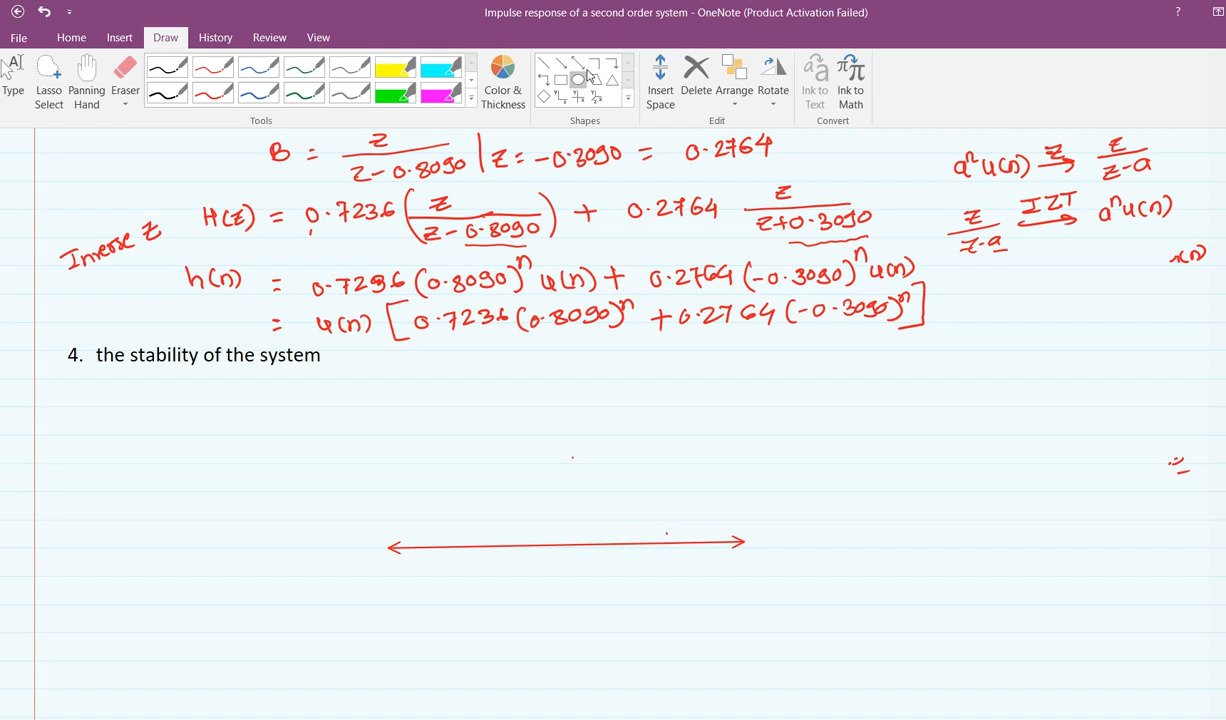 Impulse response of a second order system - OneNote (Product Activation Failed)
File Home Insert Draw History Review View
Type Lasso Select Panning Hand Eraser Color & Thickness Insert Space Delete Arrange Rotate Ink to Text Ink to Math
Tools Shapes Edit Convert
B = z / z-0.8090 | z = -0.3090 = 0.2764
aⁿu(n) Z→ z / z-a
Inverse Z
H(z) = 0.7236 ( z / z-0.8090 ) + 0.2764 z / z+0.3090
z / z-a IZT aⁿu(n)
x(n)
h(n) = 0.7236 (0.8090)ⁿ u(n) + 0.2764 (-0.3090)ⁿ u(n)
= u(n) [ 0.7236 (0.8090)ⁿ + 0.2764 (-0.3090)ⁿ ]
4. the stability of the system